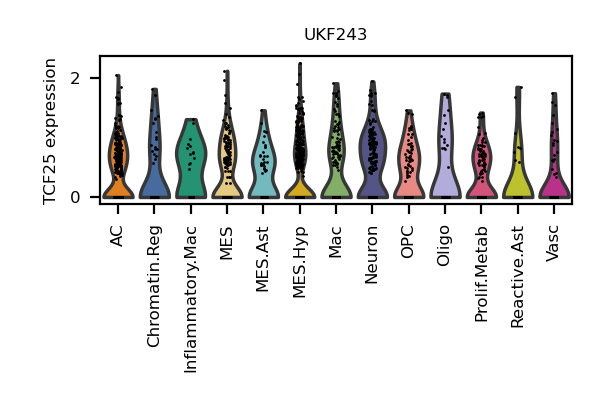 UKF243
TCF25 expression
2
0
AC
Chromatin.Reg
Inflammatory.Mac
MES
MES.Ast
MES.Hyp
Mac
Neuron
OPC
Oligo
Prolif.Metab
Reactive.Ast
Vasc